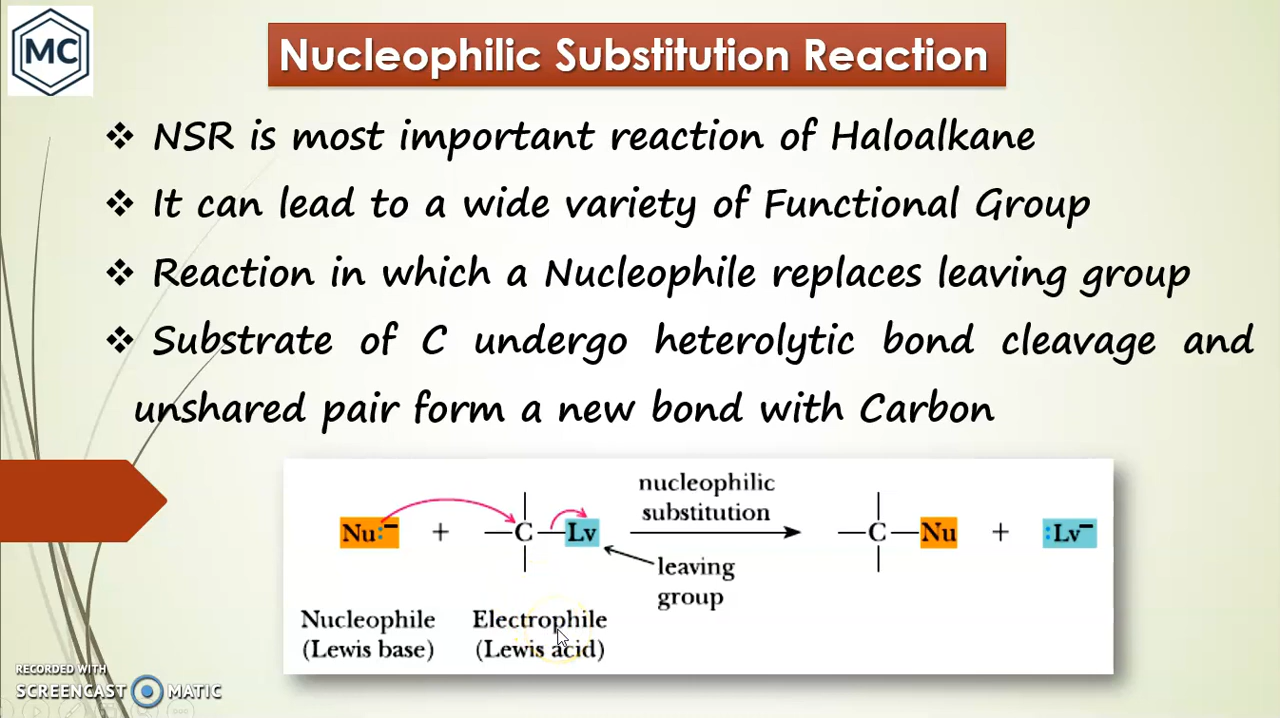 MC
Nucleophilic Substitution Reaction
❖ NSR is most important reaction of Haloalkane
❖ It can lead to a wide variety of Functional Group
❖ Reaction in which a Nucleophile replaces leaving group
❖ Substrate of C undergo heterolytic bond cleavage and
unshared pair form a new bond with Carbon
nucleophilic
substitution
Nu:⁻ + C Lv C Nu + :Lv⁻
leaving
group
Nucleophile Electrophile
(Lewis base) (Lewis acid)
RECORDED WITH
SCREENCAST MATIC